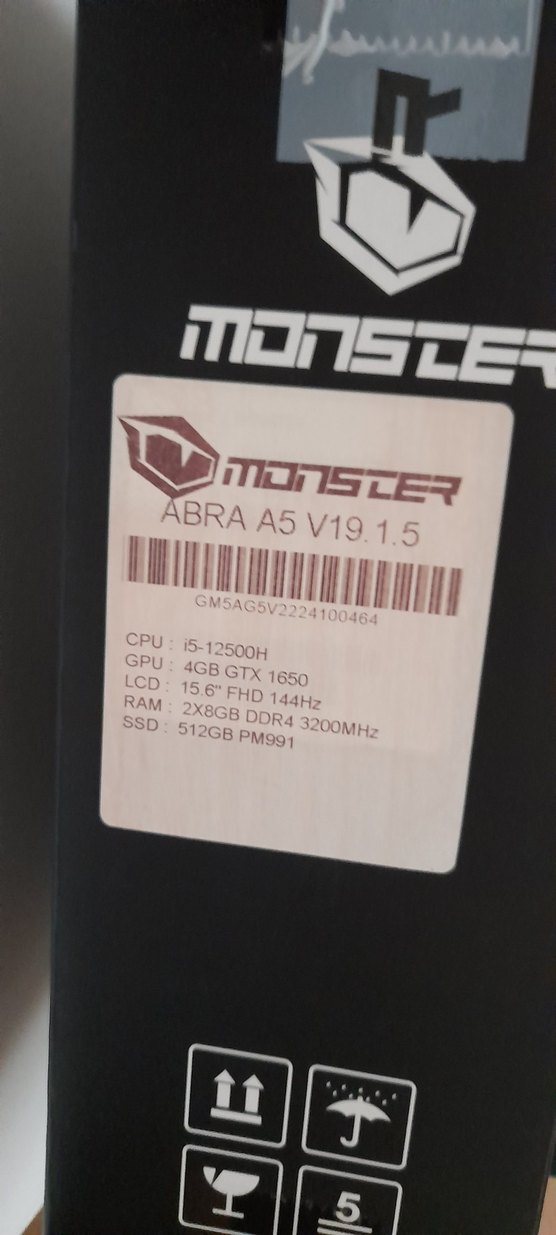 MONSTER
MONSTER
ABRA A5 V19.1.5
GM5AG5V2224100464
CPU : i5-12500H
GPU : 4GB GTX 1650
LCD : 15.6" FHD 144Hz
RAM : 2X8GB DDR4 3200MHz
SSD : 512GB PM991
5